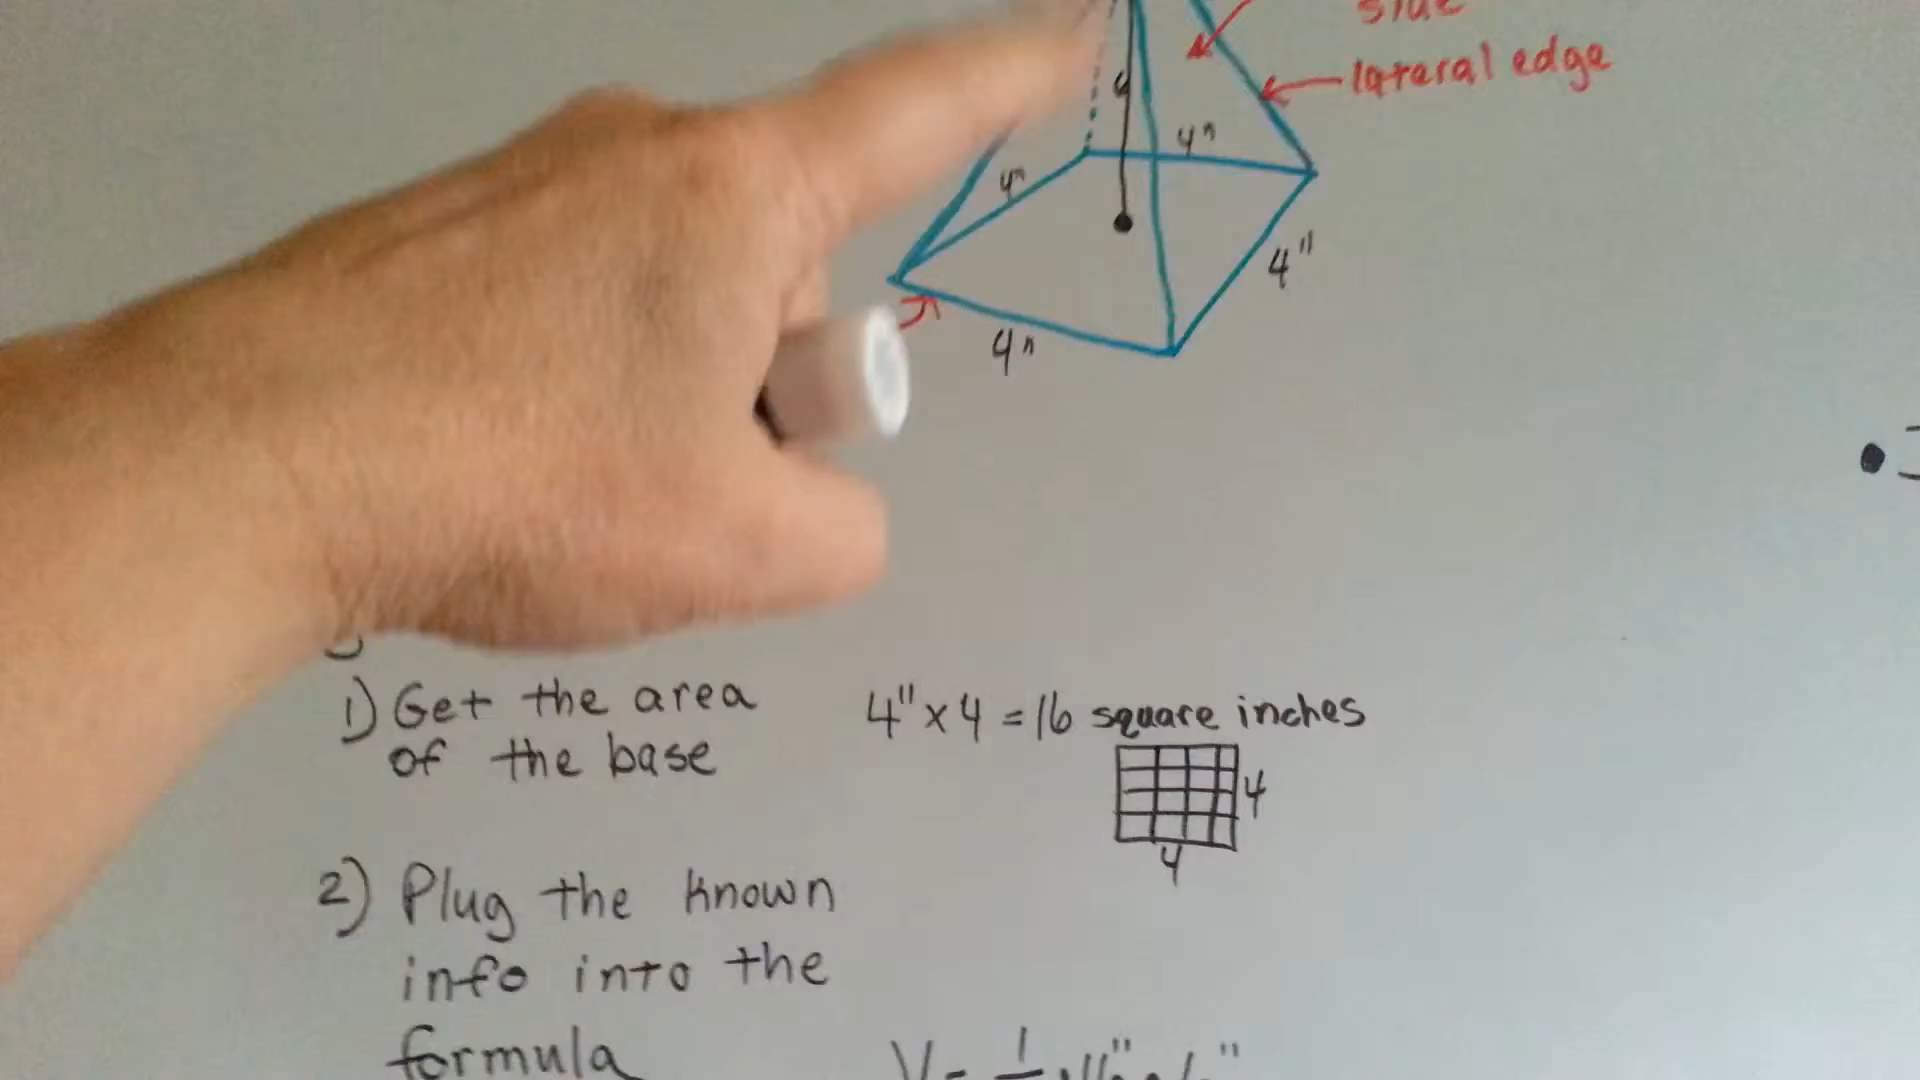 lateral edge
4"
4"
4"
4"
1) Get the area
of the base
4" x 4 = 16 square inches
4
4
2) Plug the known
info into the
formula